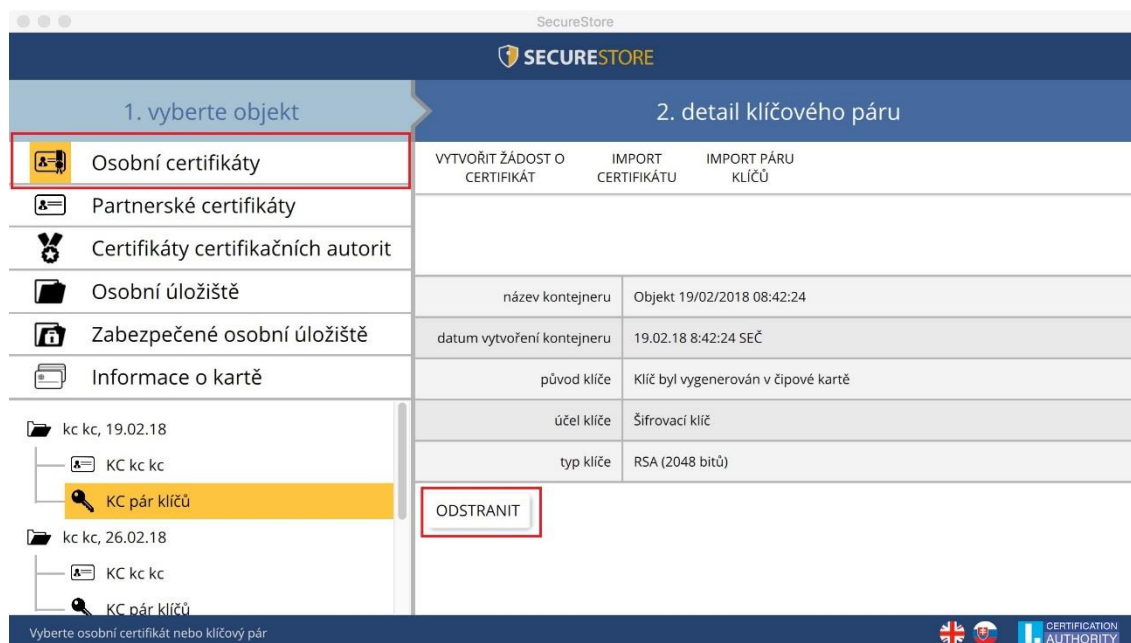 SecureStore
SECURESTORE
1. vyberte objekt
2. detail klíčového páru
Osobní certifikáty
Partnerské certifikáty
Certifikáty certifikačních autorit
Osobní úložiště
Zabezpečené osobní úložiště
Informace o kartě
kc kc, 19.02.18
KC kc kc
KC pár klíčů
kc kc, 26.02.18
KC kc kc
KC pár klíčů
VYTVOŘIT ŽÁDOST O
CERTIFIKÁT
IMPORT
CERTIFIKÁTU
IMPORT PÁRU
KLÍČŮ
název kontejneru Objekt 19/02/2018 08:42:24
datum vytvoření kontejneru 19.02.18 8:42:24 SEČ
původ klíče Klíč byl vygenerován v čipové kartě
účel klíče Šifrovací klíč
typ klíče RSA (2048 bitů)
ODSTRANIT
Vyberte osobní certifikát nebo klíčový pár
CERTIFICATION
AUTHORITY